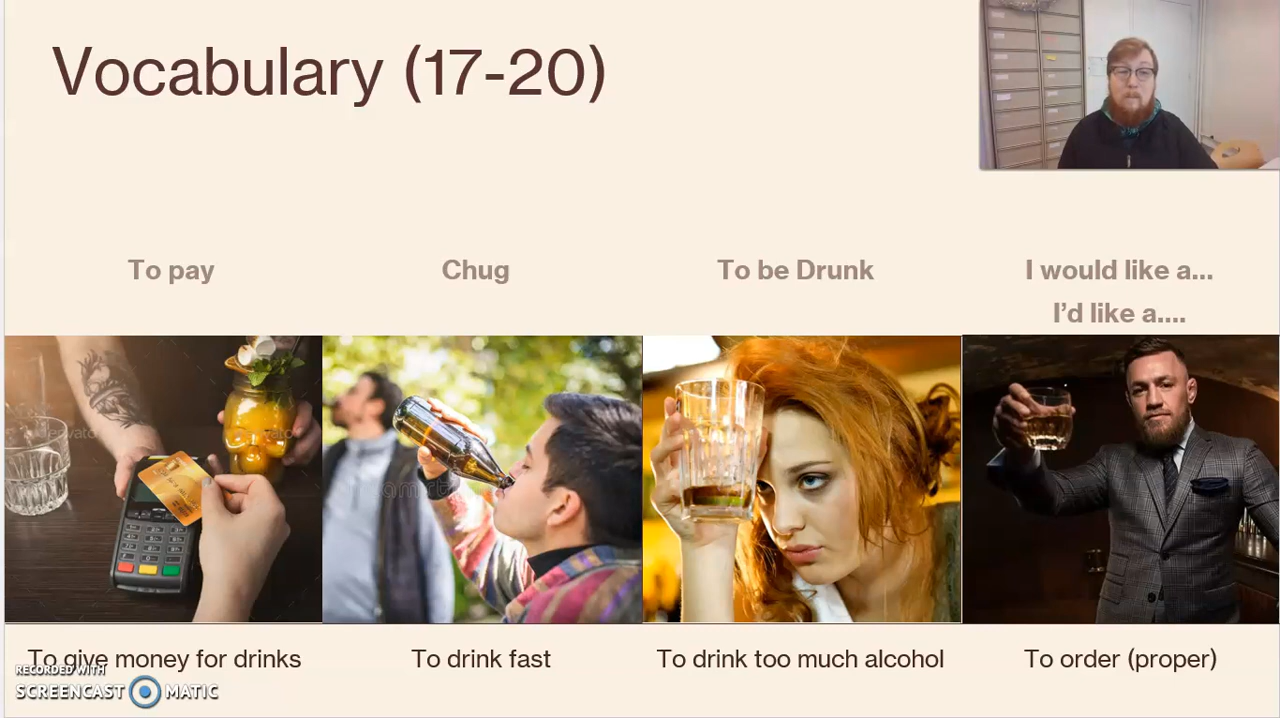 Vocabulary (17-20)
To pay
Chug
To be Drunk
I would like a...
I'd like a....
To give money for drinks
To drink fast
To drink too much alcohol
To order (proper)
RECORDED WITH
SCREENCAST MATIC